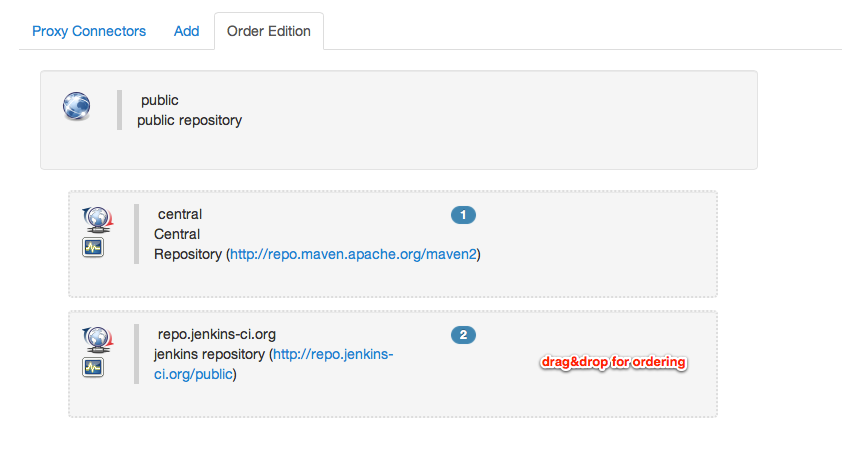 Proxy Connectors Add Order Edition
public
public repository
central 1
Central
Repository (http://repo.maven.apache.org/maven2)
repo.jenkins-ci.org 2
jenkins repository (http://repo.jenkins-
ci.org/public)
drag&drop for ordering